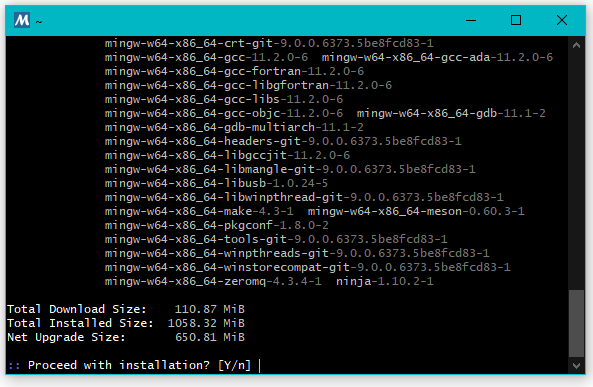 M ~
mingw-w64-x86_64-crt-git-9.0.0.6373.5be8fcd83-1
mingw-w64-x86_64-gcc-11.2.0-6  mingw-w64-x86_64-gcc-ada-11.2.0-6
mingw-w64-x86_64-gcc-fortran-11.2.0-6
mingw-w64-x86_64-gcc-libgfortran-11.2.0-6
mingw-w64-x86_64-gcc-libs-11.2.0-6
mingw-w64-x86_64-gcc-objc-11.2.0-6  mingw-w64-x86_64-gdb-11.1-2
mingw-w64-x86_64-gdb-multiarch-11.1-2
mingw-w64-x86_64-headers-git-9.0.0.6373.5be8fcd83-1
mingw-w64-x86_64-libgccjit-11.2.0-6
mingw-w64-x86_64-libmangle-git-9.0.0.6373.5be8fcd83-1
mingw-w64-x86_64-libusb-1.0.24-5
mingw-w64-x86_64-libwinpthread-git-9.0.0.6373.5be8fcd83-1
mingw-w64-x86_64-make-4.3-1  mingw-w64-x86_64-meson-0.60.3-1
mingw-w64-x86_64-pkgconf-1.8.0-2
mingw-w64-x86_64-tools-git-9.0.0.6373.5be8fcd83-1
mingw-w64-x86_64-winpthreads-git-9.0.0.6373.5be8fcd83-1
mingw-w64-x86_64-winstorecompat-git-9.0.0.6373.5be8fcd83-1
mingw-w64-x86_64-zeromq-4.3.4-1  ninja-1.10.2-1
Total Download Size:    110.87 MiB
Total Installed Size:  1058.32 MiB
Net Upgrade Size:       650.81 MiB
:: Proceed with installation? [Y/n]